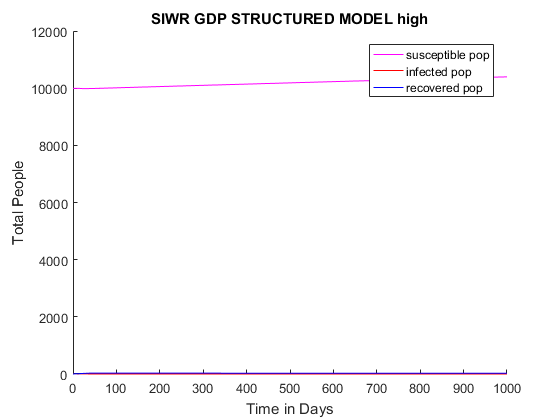 SIWR GDP STRUCTURED MODEL high
12000
10000
8000
6000
4000
2000
0
Total People
susceptible pop
infected pop
recovered pop
0 100 200 300 400 500 600 700 800 900 1000
Time in Days